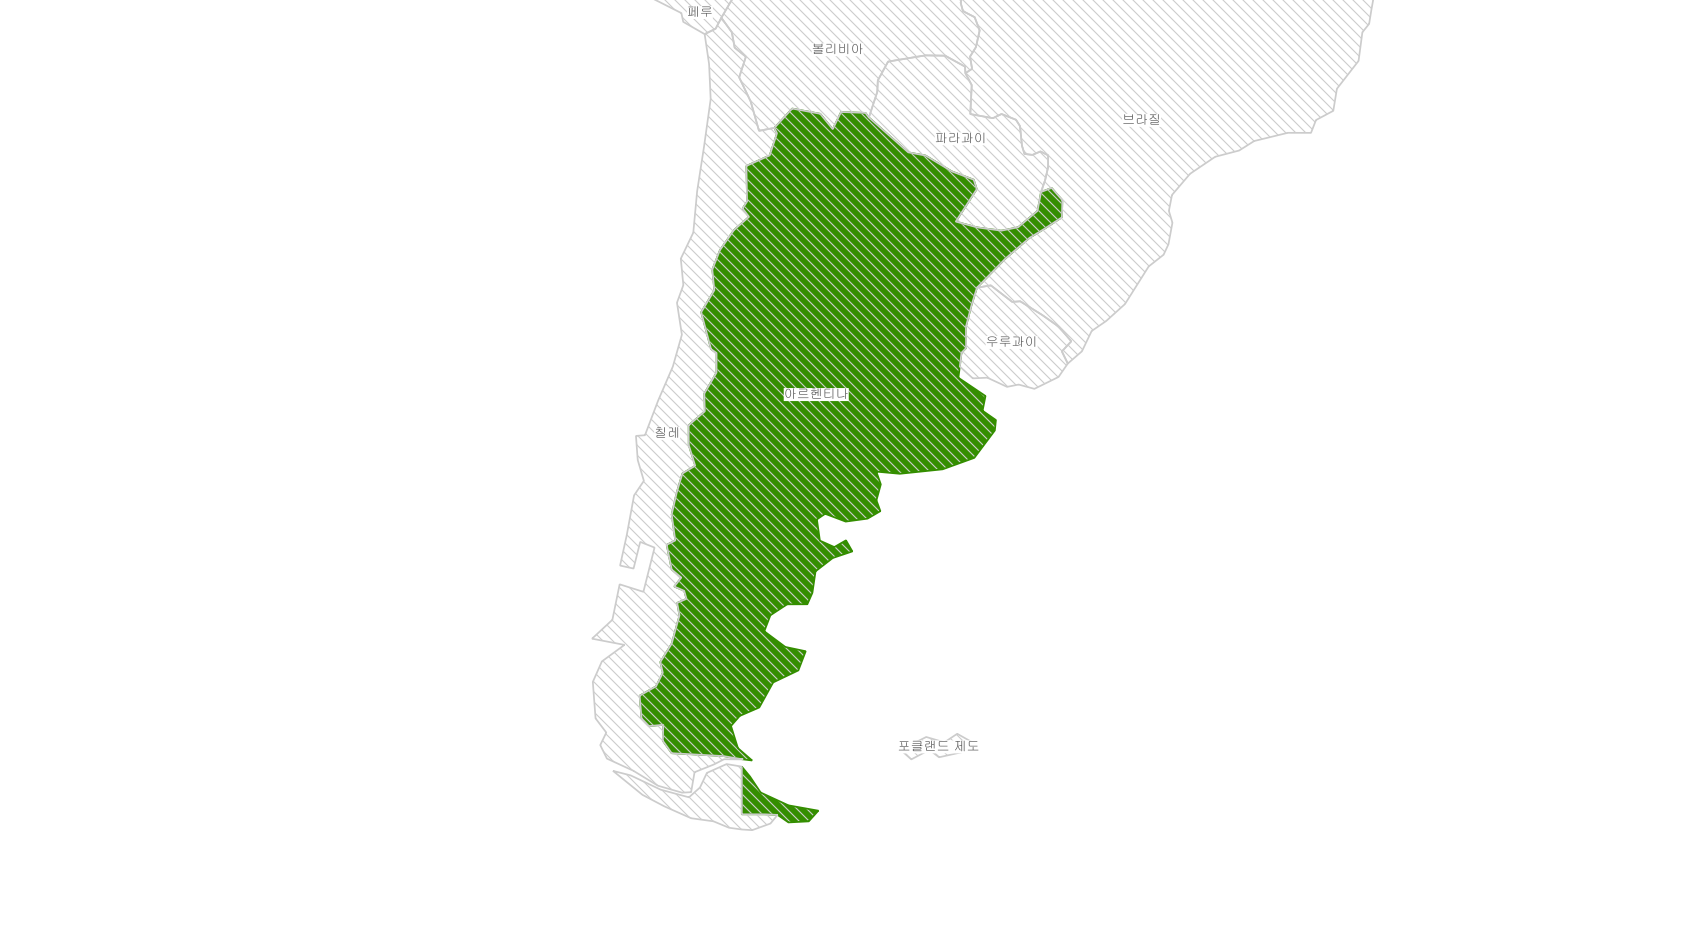 페루
볼리비아
브라질
파라과이
우루과이
아르헨티나
칠레
포클랜드 제도